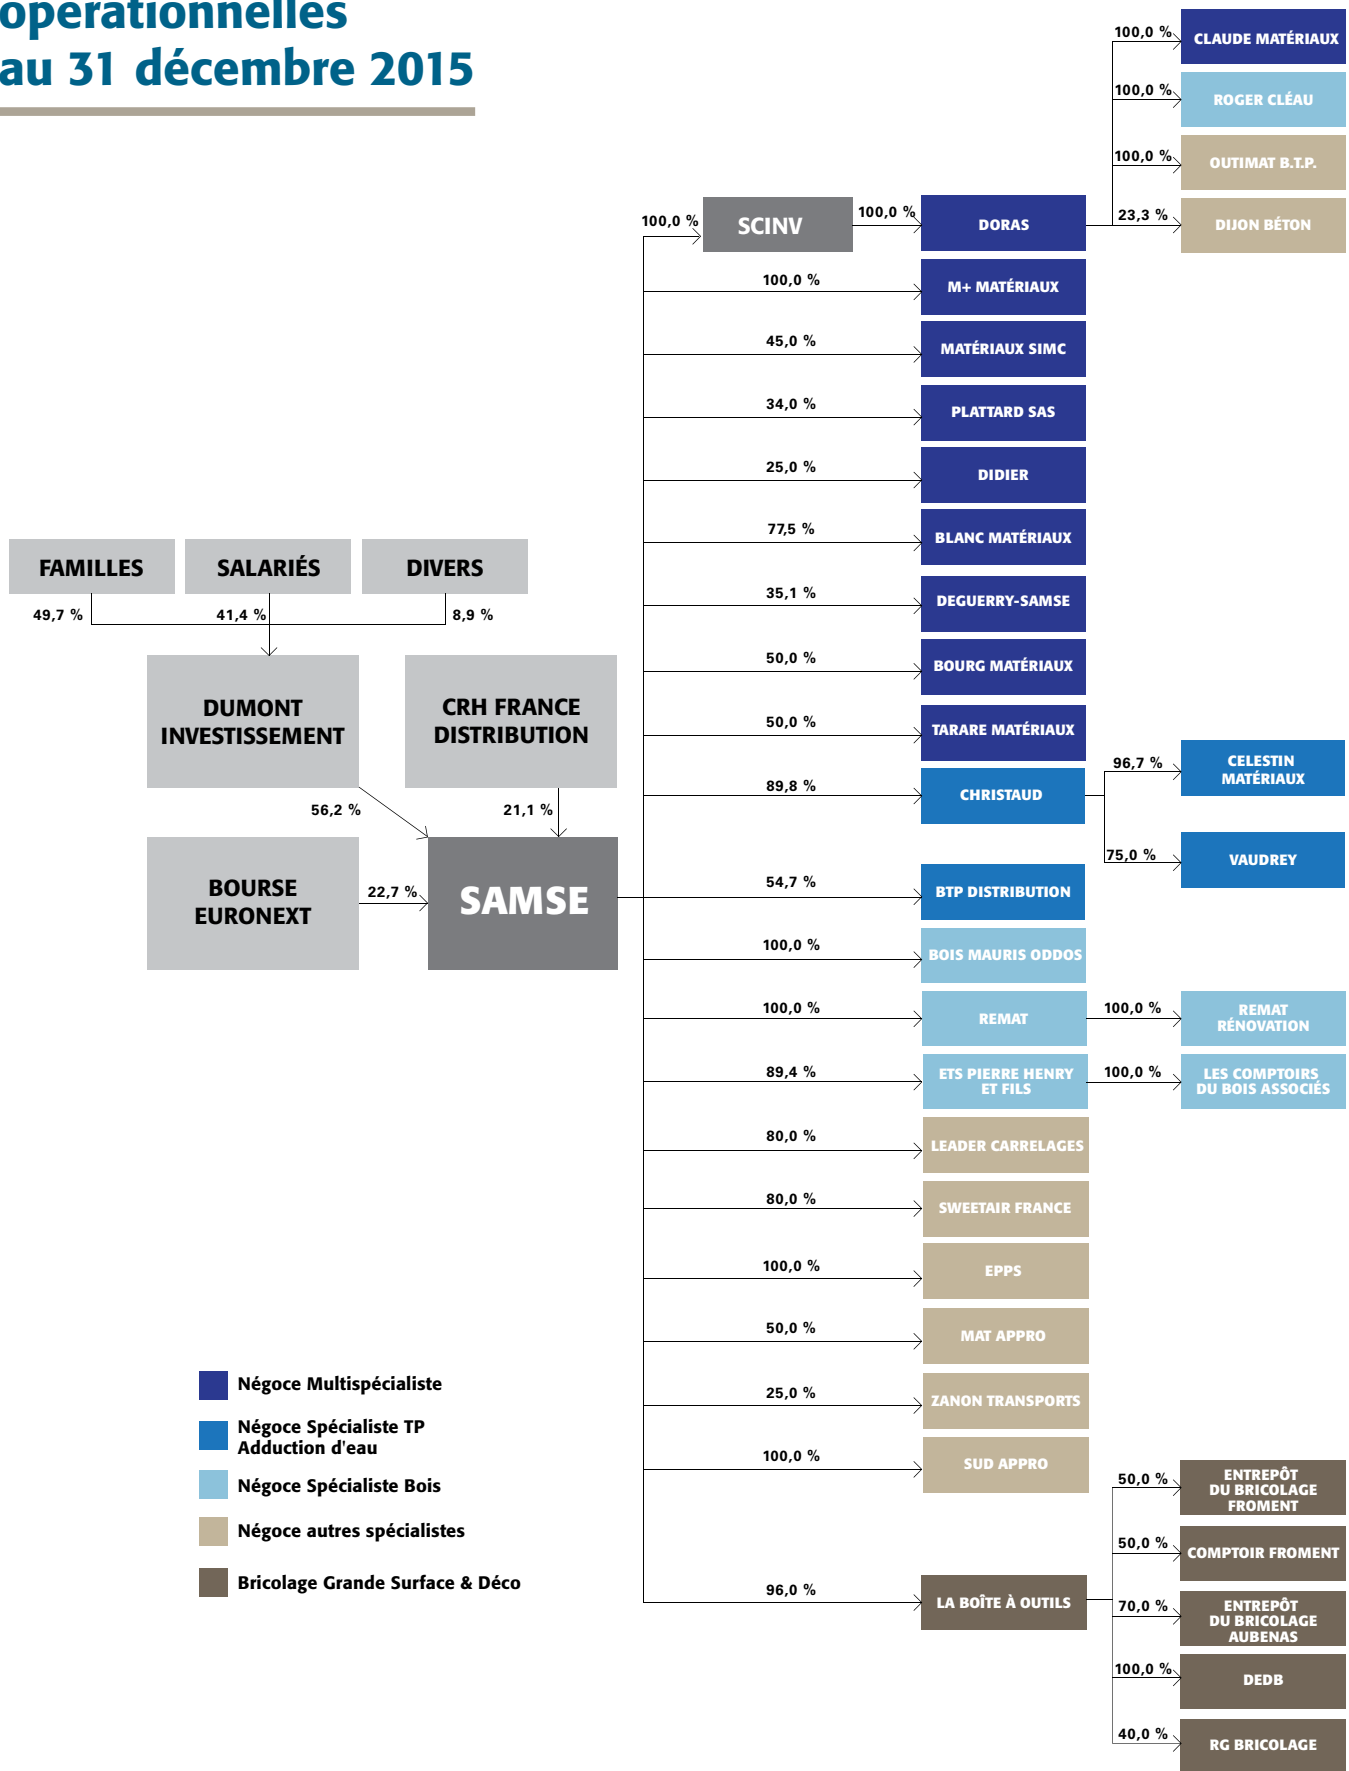 opérationnelles
au 31 décembre 2015
100,0 %
CLAUDE MATÉRIAUX
100,0 %
ROGER CLÉAU
100,0 %
OUTIMAT B.T.P.
23,3 %
DIJON BÉTON
100,0 %
SCINV
100,0 %
DORAS
100,0 %
M+ MATÉRIAUX
45,0 %
MATÉRIAUX SIMC
34,0 %
PLATTARD SAS
25,0 %
DIDIER
77,5 %
BLANC MATÉRIAUX
35,1 %
DEGUERRY-SAMSE
50,0 %
BOURG MATÉRIAUX
50,0 %
TARARE MATÉRIAUX
89,8 %
CHRISTAUD
96,7 %
CELESTIN
MATÉRIAUX
75,0 %
VAUDREY
FAMILLES
SALARIÉS
DIVERS
49,7 %
41,4 %
8,9 %
DUMONT
INVESTISSEMENT
CRH FRANCE
DISTRIBUTION
56,2 %
21,1 %
BOURSE
EURONEXT
22,7 %
SAMSE
54,7 %
BTP DISTRIBUTION
100,0 %
BOIS MAURIS ODDOS
100,0 %
REMAT
100,0 %
REMAT
RÉNOVATION
89,4 %
ETS PIERRE HENRY
ET FILS
100,0 %
LES COMPTOIRS
DU BOIS ASSOCIÉS
80,0 %
LEADER CARRELAGES
80,0 %
SWEETAIR FRANCE
100,0 %
EPPS
50,0 %
MAT APPRO
25,0 %
ZANON TRANSPORTS
100,0 %
SUD APPRO
96,0 %
LA BOÎTE À OUTILS
50,0 %
ENTREPÔT
DU BRICOLAGE
FROMENT
50,0 %
COMPTOIR FROMENT
70,0 %
ENTREPÔT
DU BRICOLAGE
AUBENAS
100,0 %
DEDB
40,0 %
RG BRICOLAGE
Négoce Multispécialiste
Négoce Spécialiste TP
Adduction d'eau
Négoce Spécialiste Bois
Négoce autres spécialistes
Bricolage Grande Surface & Déco